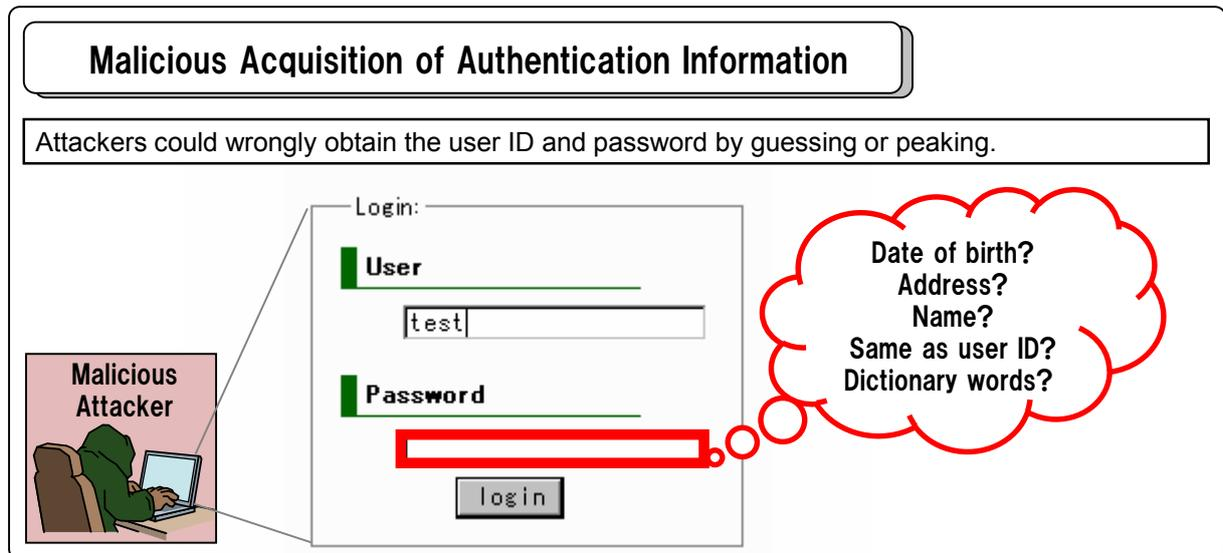 Malicious Acquisition of Authentication Information
Attackers could wrongly obtain the user ID and password by guessing or peaking.
Login:
User
test
Password
login
Malicious
Attacker
Date of birth?
Address?
Name?
Same as user ID?
Dictionary words?